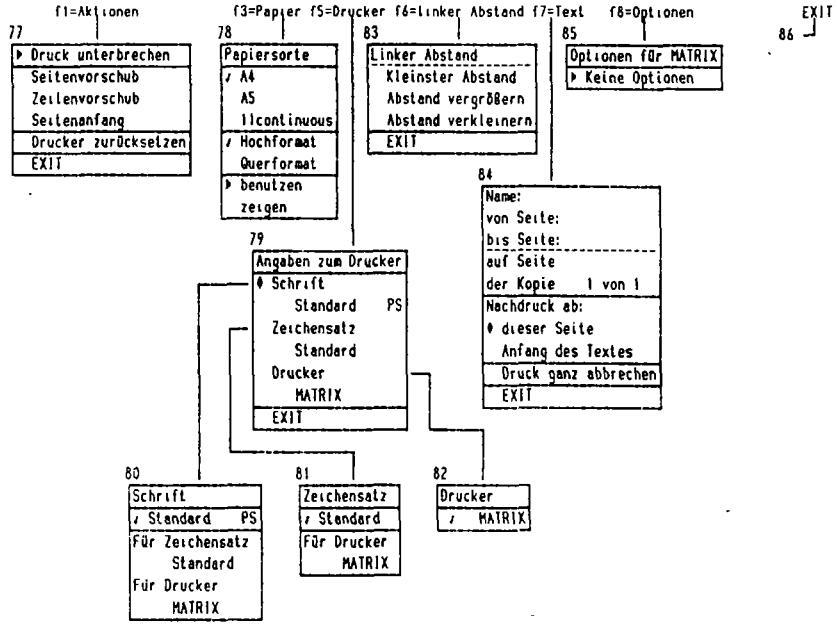 f1=Aktionen f3=Papier f5=Drucker f6=linker Abstand f7=Text f8=Optionen EXIT
77
Druck unterbrechen
Seitenvorschub
Zeilenvorschub
Seitenanfang
Drucker zurücksetzen
EXIT
78
Papiersorte
A4
A5
11continuous
Hochformat
Querformat
benutzen
zeigen
83
Linker Abstand
Kleinster Abstand
Abstand vergrößern
Abstand verkleinern
EXIT
85
Optionen für MATRIX
Keine Optionen
86
84
Name:
von Seite:
bis Seite:
auf Seite
der Kopie 1 von 1
Nachdruck ab:
dieser Seite
Anfang des Textes
Druck ganz abbrechen
EXIT
79
Angaben zum Drucker
Schrift
Standard PS
Zeichensatz
Standard
Drucker
MATRIX
EXIT
80
Schrift
Standard PS
Für Zeichensatz
Standard
Für Drucker
MATRIX
81
Zeichensatz
Standard
Für Drucker
MATRIX
82
Drucker
MATRIX